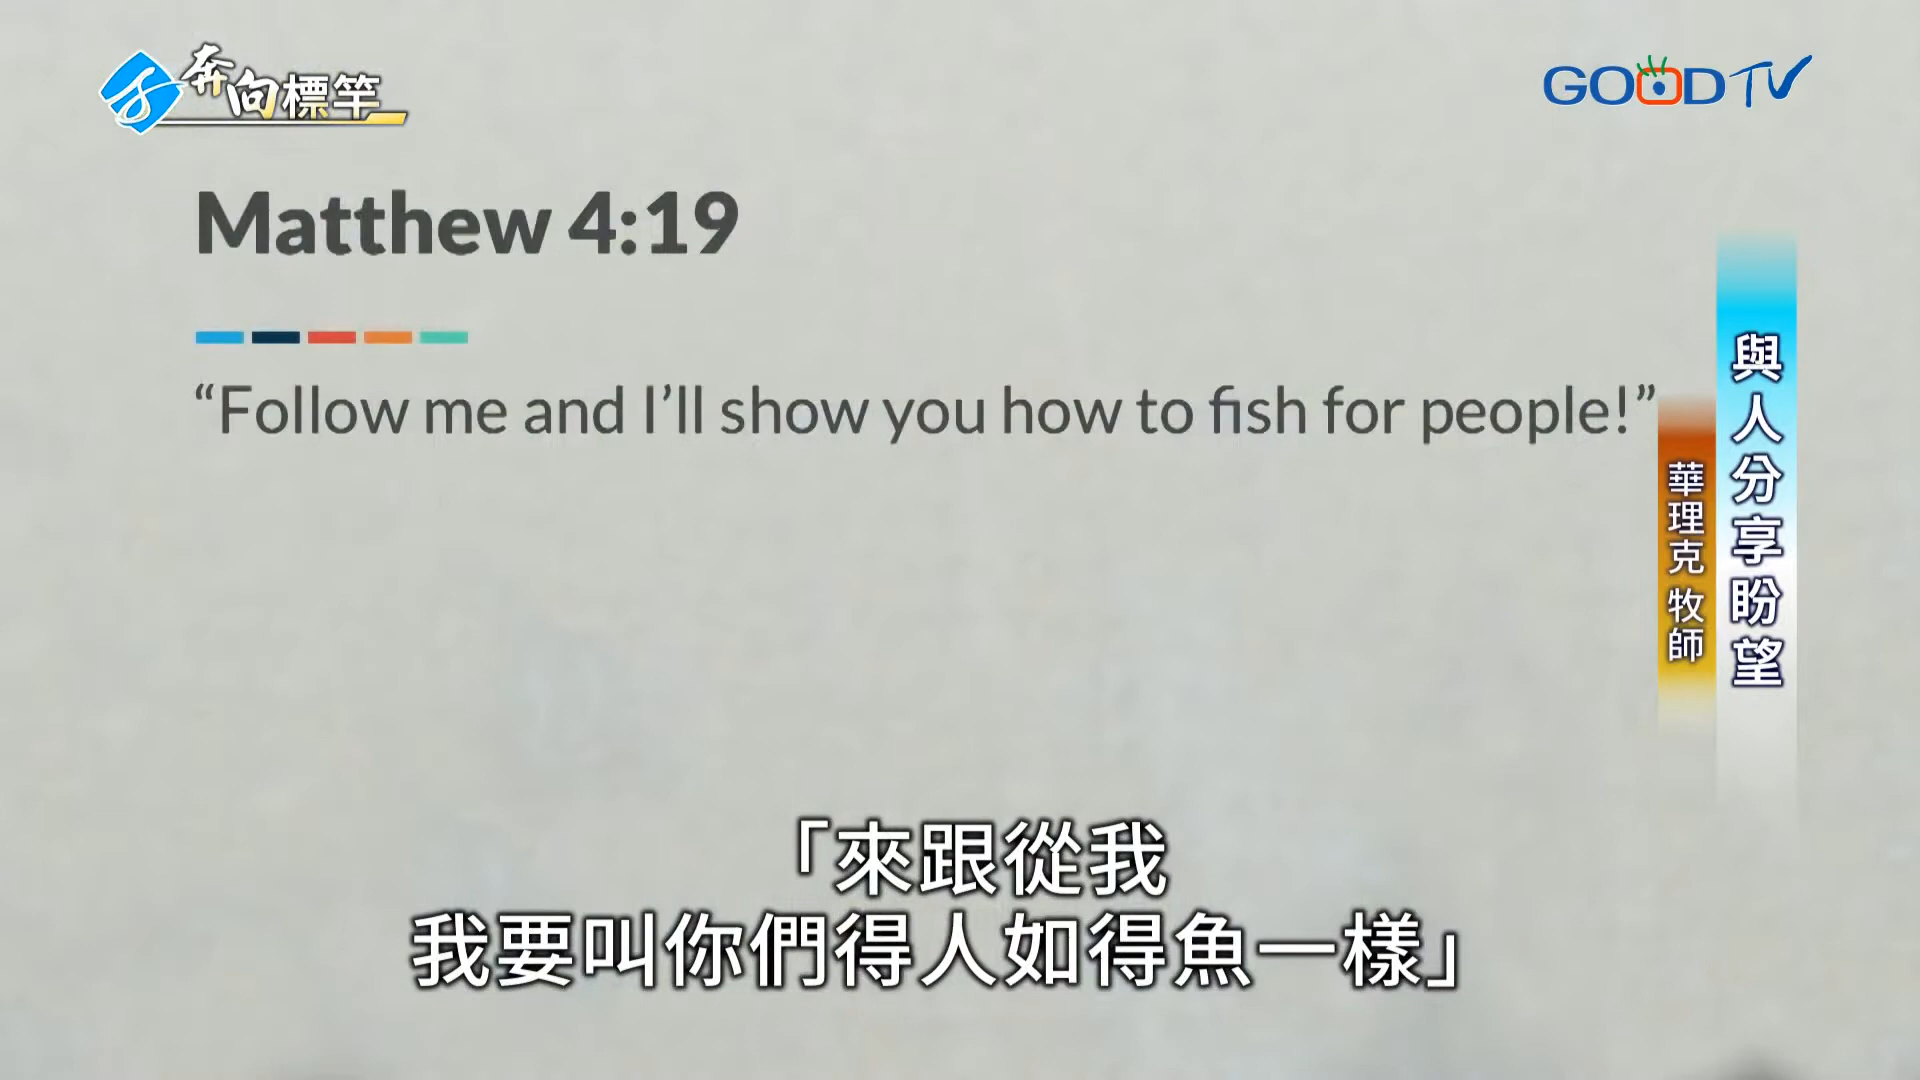 奔向標竿
GOOD TV
Matthew 4:19
“Follow me and I’ll show you how to fish for people!”
與人分享盼望
華理克 牧師
「來跟從我
我要叫你們得人如得魚一樣」